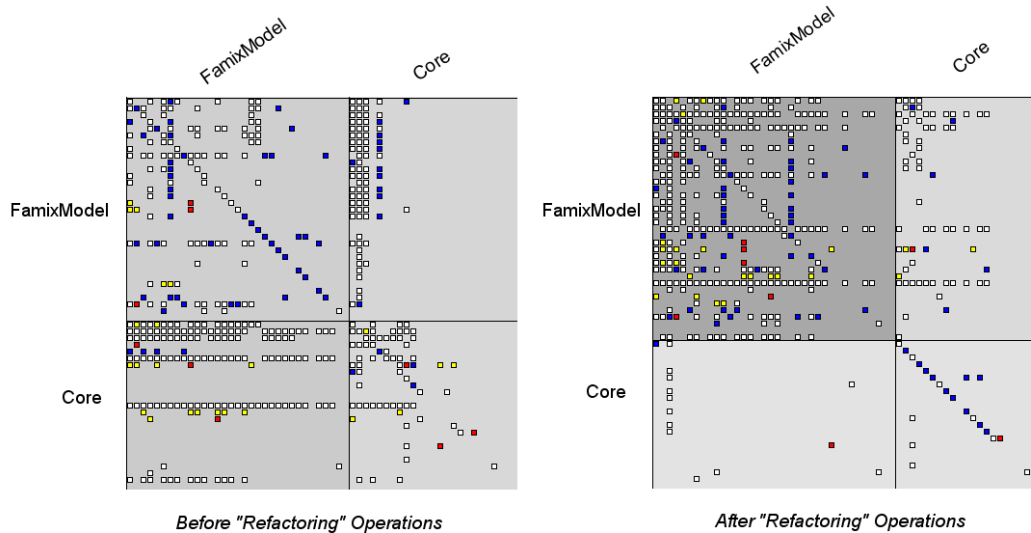 FamixModel
Core
FamixModel
Core
Before "Refactoring" Operations
FamixModel
Core
FamixModel
Core
After "Refactoring" Operations